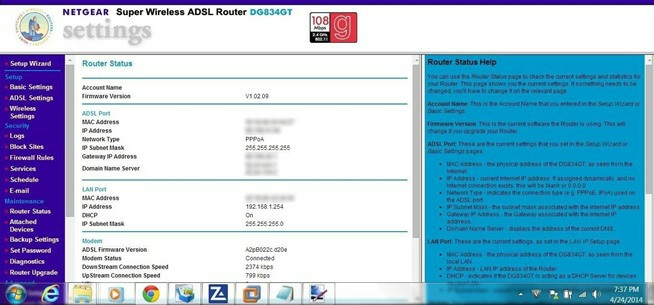 NETGEAR Super Wireless ADSL Router DG834GT
settings
108 Mbps
2.4 GHz
802.11
g
Setup Wizard
Setup
Basic Settings
ADSL Settings
Wireless Settings
Security
Logs
Block Sites
Firewall Rules
Services
Schedule
E-mail
Maintenance
Router Status
Attached Devices
Backup Settings
Set Password
Diagnostics
Router Upgrade
Router Status
Account Name
Firmware Version V1.02.09
ADSL Port
MAC Address
IP Address
Network Type PPPoA
IP Subnet Mask 255.255.255.255
Gateway IP Address
Domain Name Server
LAN Port
MAC Address
IP Address 192.168.1.254
DHCP On
IP Subnet Mask 255.255.255.0
Modem
ADSL Firmware Version A2pB022c.d20e
Modem Status Connected
DownStream Connection Speed 2374 kbps
UpStream Connection Speed 799 kbps
Router Status Help
You can use the Router Status page to check the current settings and statistics for
your Router. This page shows you the current settings. If something needs to be
changed, you'll have to change it on the relevant page.
Account Name: This is the Account Name that you entered in the Setup Wizard or
Basic Settings.
Firmware Version: This is the current software the Router is using. This will
change if you upgrade your Router.
ADSL Port: These are the current settings that you set in the Setup Wizard or
Basic Settings pages.
MAC Address - the physical address of the DG834GT, as seen from the
Internet.
IP Address - current Internet IP address. If assigned dynamically, and no
Internet connection exists, this will be blank or 0.0.0.0
Network Type - indicates the connection type (e.g. PPPoE, IPoA) used on
the ADSL port.
IP Subnet Mask - the subnet mask associated with the Internet IP address.
Gateway IP Address - the Gateway associated with the Internet IP
address.
Domain Name Server - displays the address of the current DNS.
LAN Port: These are the current settings, as set in the LAN IP Setup page.
MAC Address - the physical address of the DG834GT, as seen from the
local LAN.
IP Address - LAN IP address of the Router.
DHCP - indicates if the DG834GT is acting as a DHCP Server for devices
7:37 PM
4/24/2014